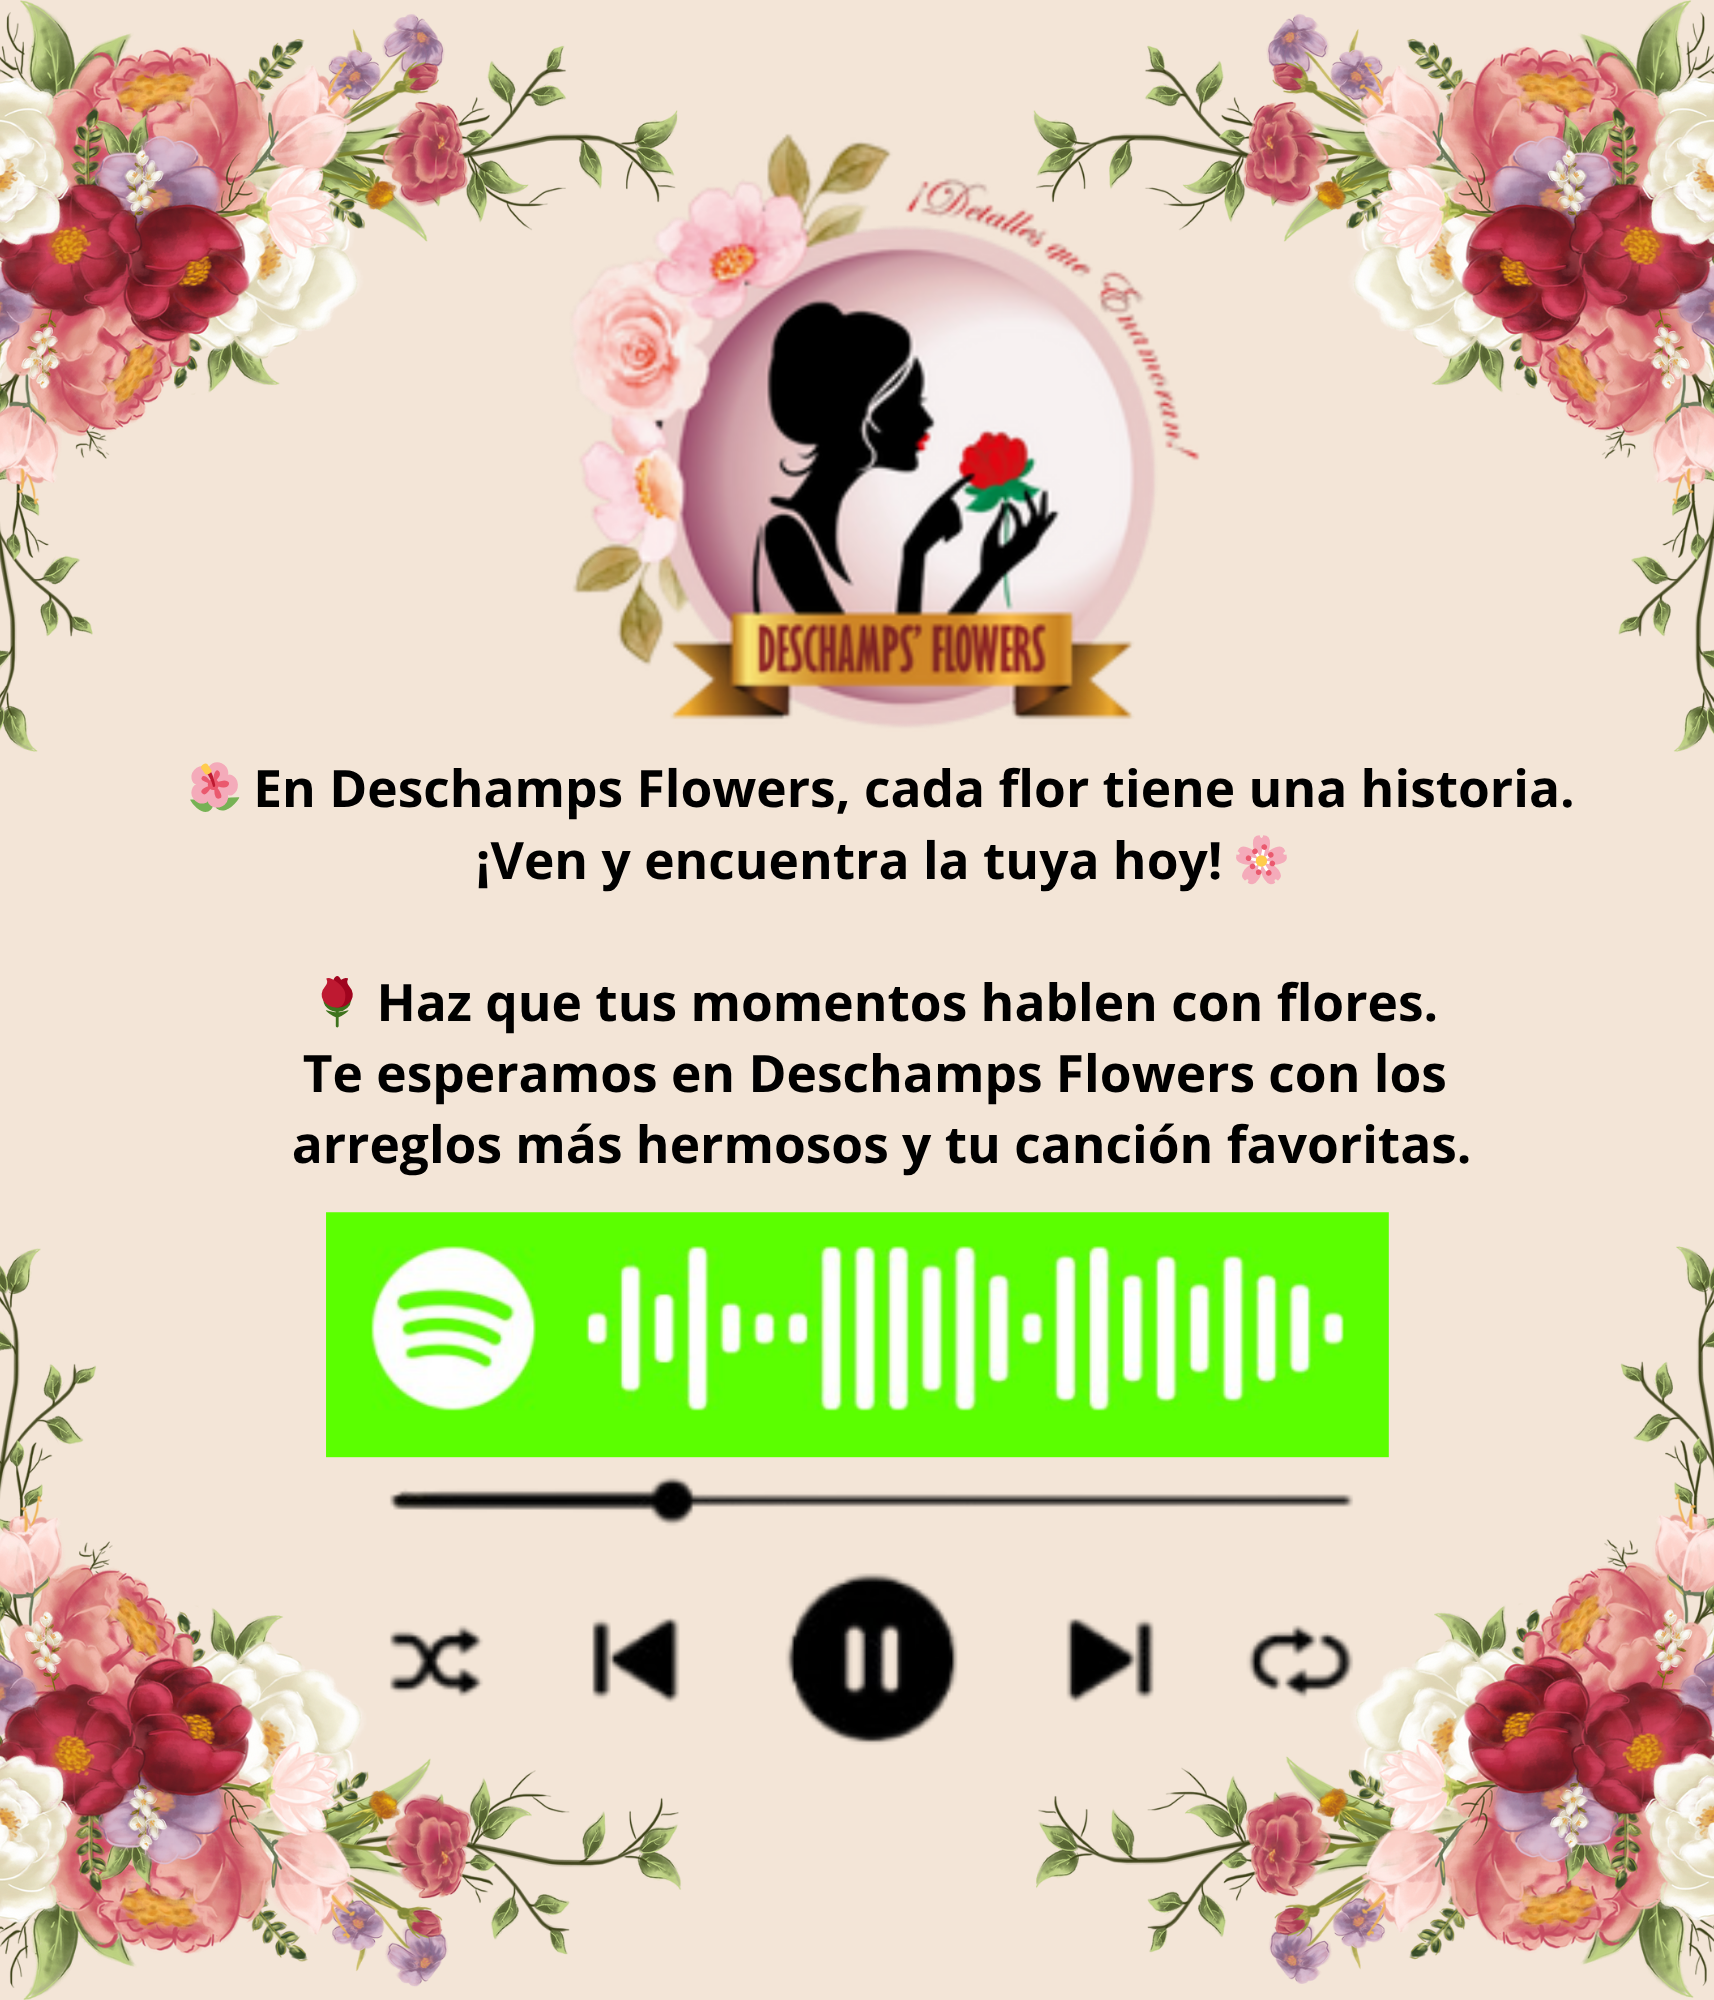 ¡Detalles que Enamoran!
DESCHAMPS' FLOWERS
🌺 En Deschamps Flowers, cada flor tiene una historia.
¡Ven y encuentra la tuya hoy! 🌸
🌹 Haz que tus momentos hablen con flores.
Te esperamos en Deschamps Flowers con los
arreglos más hermosos y tu canción favoritas.